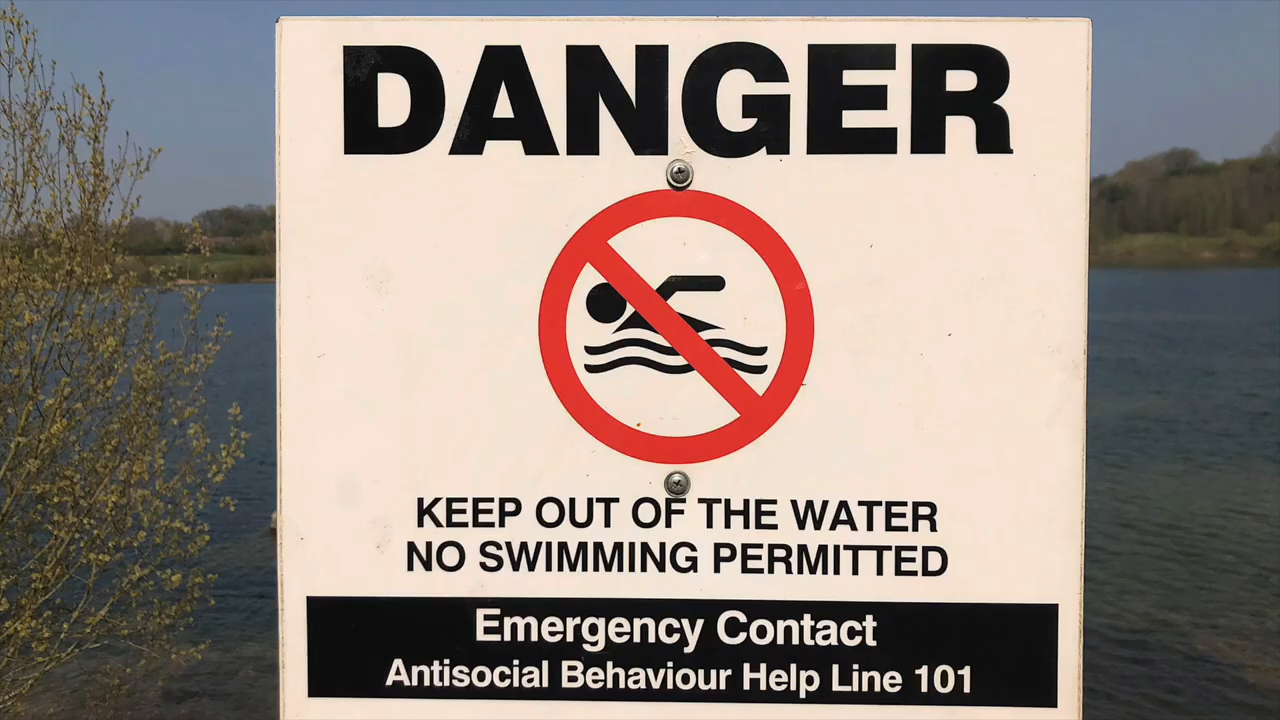 DANGER
KEEP OUT OF THE WATER
NO SWIMMING PERMITTED
Emergency Contact
Antisocial Behaviour Help Line 101